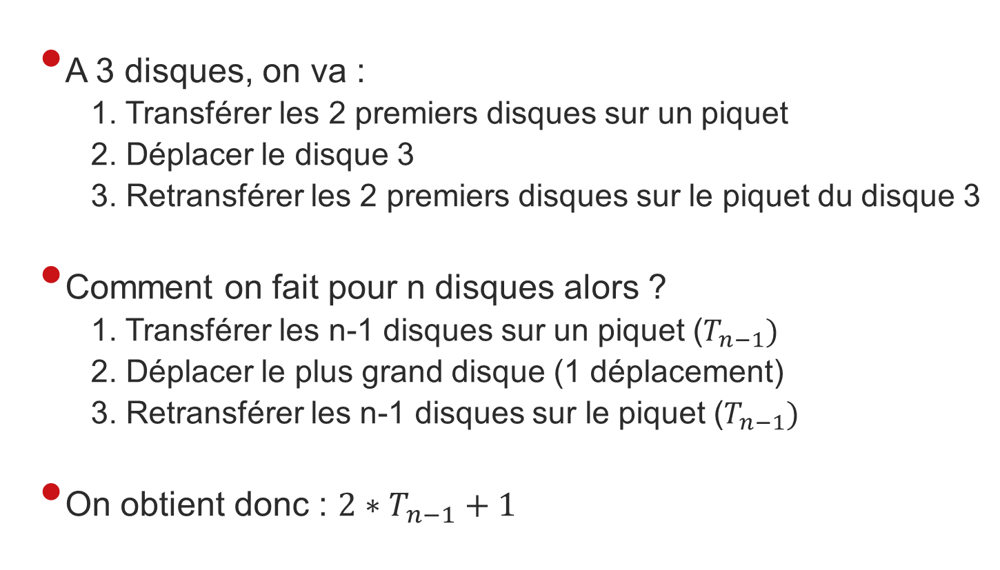 • A 3 disques, on va :
1. Transférer les 2 premiers disques sur un piquet
2. Déplacer le disque 3
3. Retransférer les 2 premiers disques sur le piquet du disque 3
• Comment on fait pour n disques alors ?
1. Transférer les n-1 disques sur un piquet (𝑇ₙ₋₁)
2. Déplacer le plus grand disque (1 déplacement)
3. Retransférer les n-1 disques sur le piquet (𝑇ₙ₋₁)
• On obtient donc : 2 ∗ 𝑇ₙ₋₁ + 1